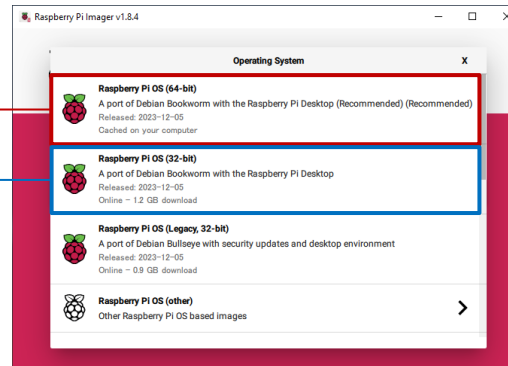 Raspberry Pi Imager v1.8.4
Operating System
X
Raspberry Pi OS (64-bit)
A port of Debian Bookworm with the Raspberry Pi Desktop (Recommended) (Recommended)
Released: 2023-12-05
Cached on your computer
Raspberry Pi OS (32-bit)
A port of Debian Bookworm with the Raspberry Pi Desktop
Released: 2023-12-05
Online - 1.2 GB download
Raspberry Pi OS (Legacy, 32-bit)
A port of Debian Bullseye with security updates and desktop environment
Released: 2023-12-05
Online - 0.9 GB download
Raspberry Pi OS (other)
Other Raspberry Pi OS based images